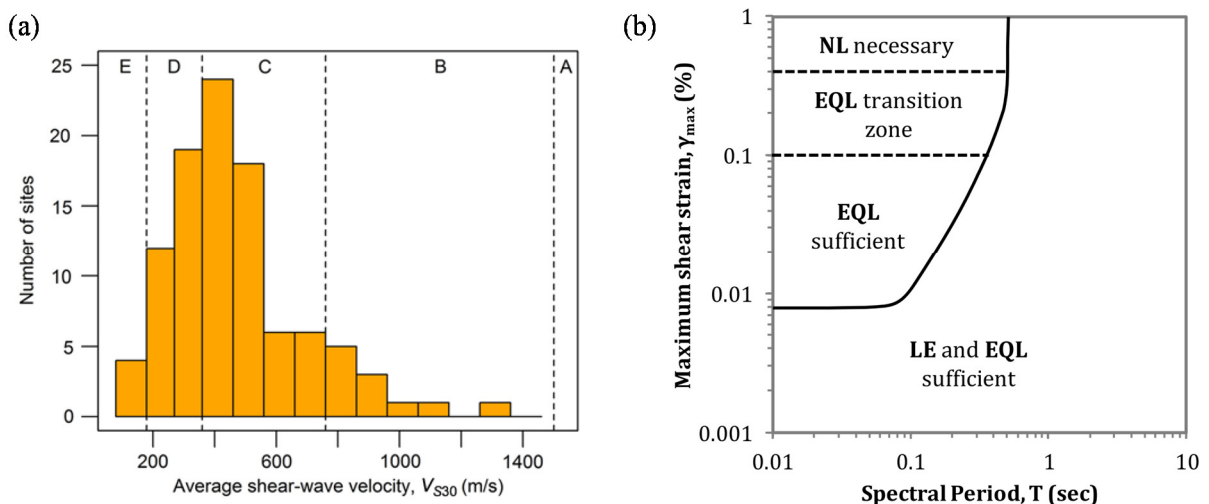 (a)
E D C B A
25
20
15
10
5
0
Number of sites
200 600 1000 1400
Average shear-wave velocity, VS30 (m/s)
(b)
1
0.1
0.01
0.001
Maximum shear strain, γmax (%)
NL necessary
EQL transition
zone
EQL
sufficient
LE and EQL
sufficient
0.01 0.1 1 10
Spectral Period, T (sec)